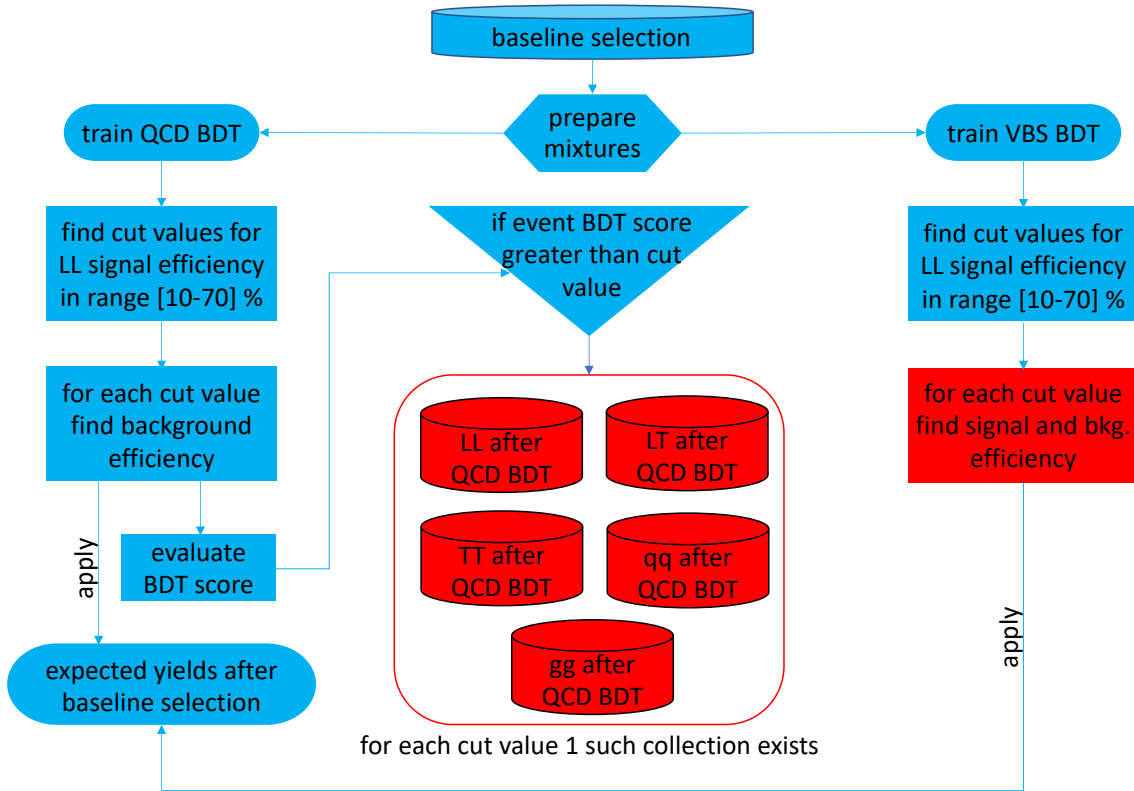 baseline selection
prepare
mixtures
train QCD BDT
train VBS BDT
find cut values for
LL signal efficiency
in range [10-70] %
if event BDT score
greater than cut
value
find cut values for
LL signal efficiency
in range [10-70] %
for each cut value
find background
efficiency
for each cut value
find signal and bkg.
efficiency
LL after
QCD BDT
LT after
QCD BDT
TT after
QCD BDT
qq after
QCD BDT
gg after
QCD BDT
apply
evaluate
BDT score
apply
expected yields after
baseline selection
for each cut value 1 such collection exists